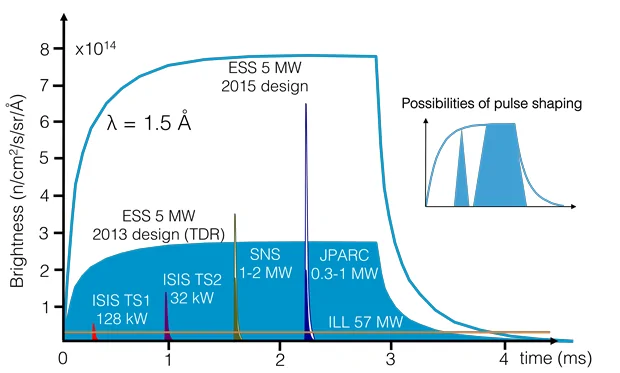 x10¹⁴
8
7
6
5
4
3
2
1
Brightness (n/cm²/s/sr/Å)
ESS 5 MW
2015 design
λ = 1.5 Å
Possibilities of pulse shaping
ESS 5 MW
2013 design (TDR)
SNS
1-2 MW
JPARC
0.3-1 MW
ISIS TS2
32 kW
ISIS TS1
128 kW
ILL 57 MW
0
1
2
3
4
time (ms)